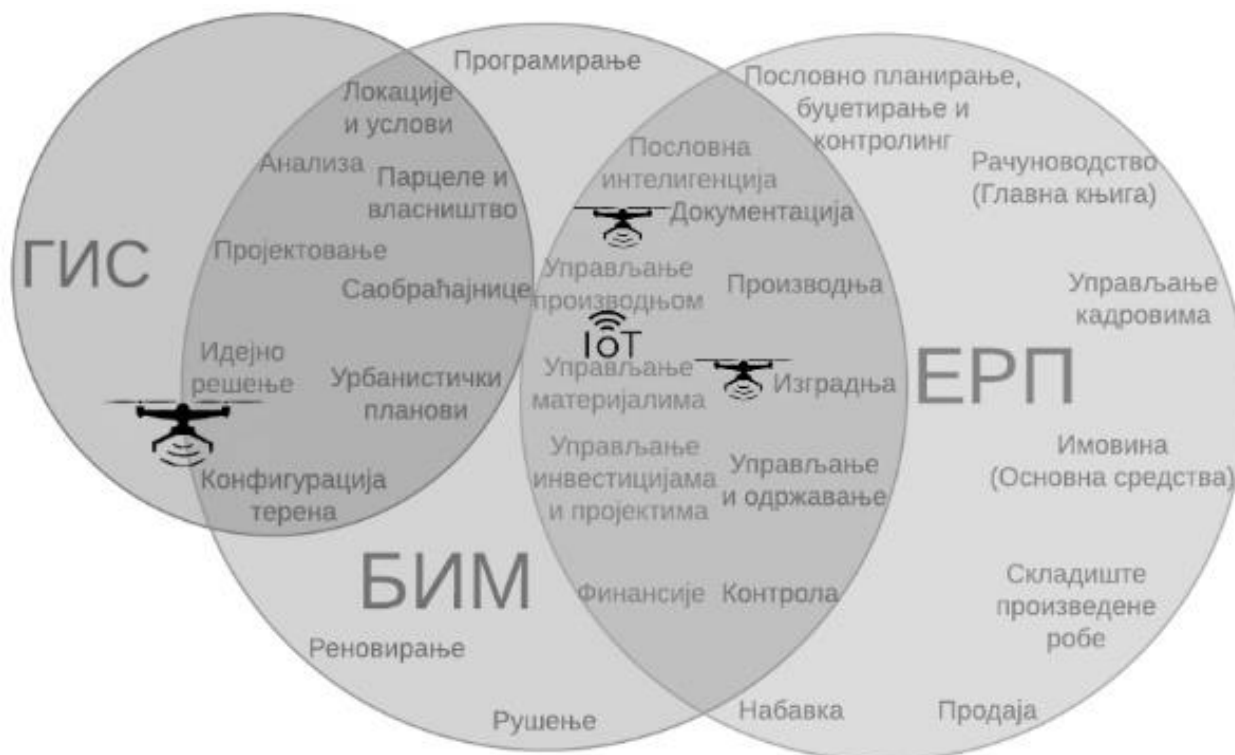 Програмирање
Локације
и услови
Анализа
Парцеле и
власништво
Пројектовање
ГИС
Саобраћајнице
Идејно
решење
Урбанистички
планови
Конфигурација
терена
БИМ
Реновирање
Рушење
Пословна
интелигенција
Документација
Управљање
производњом
Производња
IoT
Управљање
материјалима
Изградња
Управљање
инвестицијама
и пројектима
Управљање
и одржавање
Финансије
Контрола
Пословно планирање,
буџетирање и
контролинг
Рачуноводство
(Главна књига)
Управљање
кадровима
ЕРП
Имовина
(Основна средства)
Складиште
произведене
робе
Набавка
Продаја